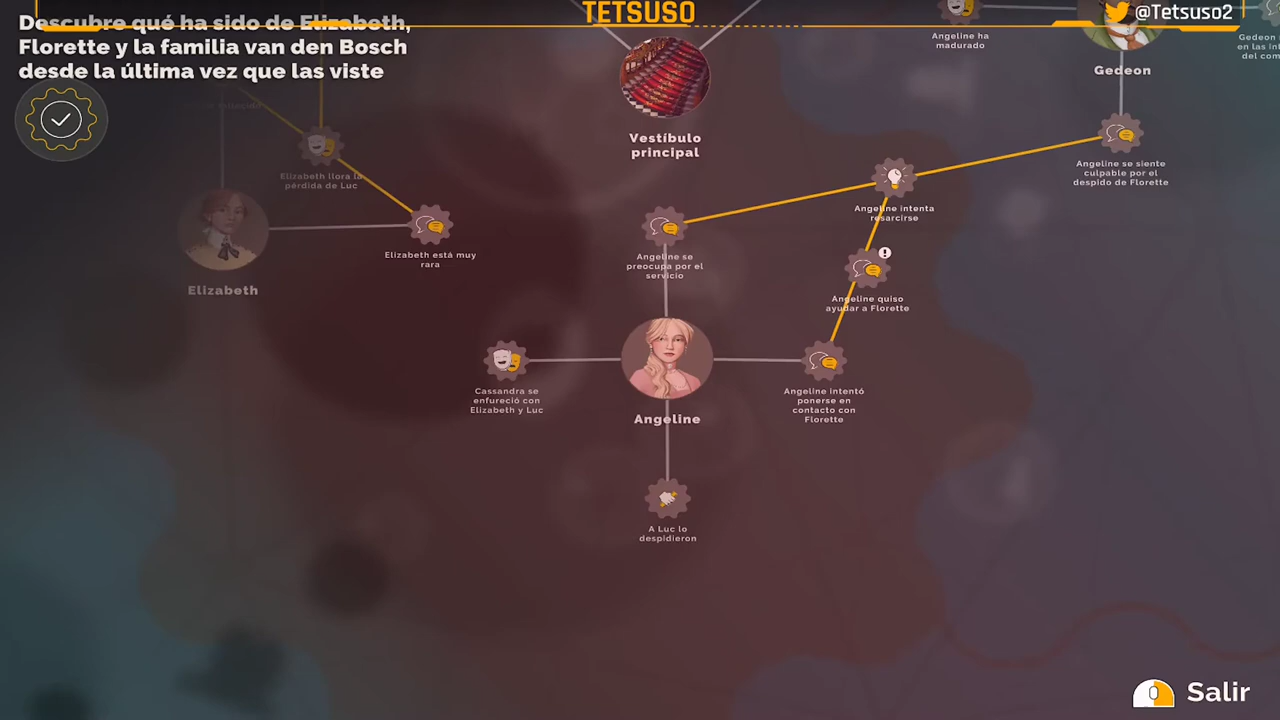 TETSUSO
@Tetsuso2
Descubre qué ha sido de Elizabeth,
Florette y la familia van den Bosch
desde la última vez que las viste
Angeline ha
madurado
Gedeon
en las
del
Gedeon
Vestíbulo
principal
Elizabeth llora la
pérdida de Luc
Angeline se siente
culpable por el
despido de Florette
Angeline intenta
resarcirse
Elizabeth está muy
rara
Angeline se
preocupa por el
servicio
Elizabeth
Angeline quiso
ayudar a Florette
Cassandra se
enfureció con
Elizabeth y Luc
Angeline intentó
ponerse en
contacto con
Florette
Angeline
A Luc lo
despidieron
Salir